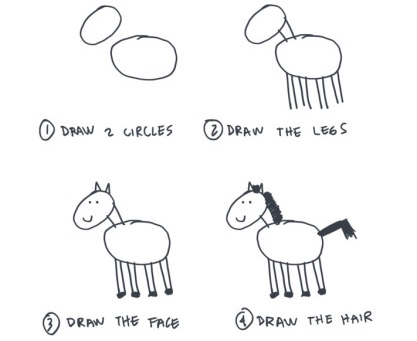 ① DRAW 2 CIRCLES
② DRAW THE LEGS
③ DRAW THE FACE
④ DRAW THE HAIR